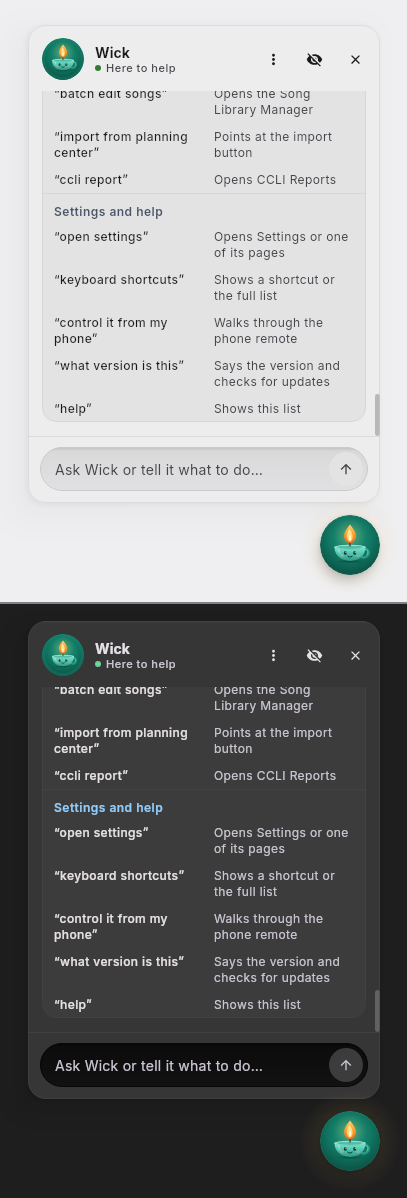 Wick
Here to help
“batch edit songs” Opens the Song
Library Manager
“import from planning Points at the import
center” button
“ccli report” Opens CCLI Reports
Settings and help
“open settings” Opens Settings or one
of its pages
“keyboard shortcuts” Shows a shortcut or
the full list
“control it from my Walks through the
phone” phone remote
“what version is this” Says the version and
checks for updates
“help” Shows this list
Ask Wick or tell it what to do...
Wick
Here to help
“batch edit songs” Opens the Song
Library Manager
“import from planning Points at the import
center” button
“ccli report” Opens CCLI Reports
Settings and help
“open settings” Opens Settings or one
of its pages
“keyboard shortcuts” Shows a shortcut or
the full list
“control it from my Walks through the
phone” phone remote
“what version is this” Says the version and
checks for updates
“help” Shows this list
Ask Wick or tell it what to do...